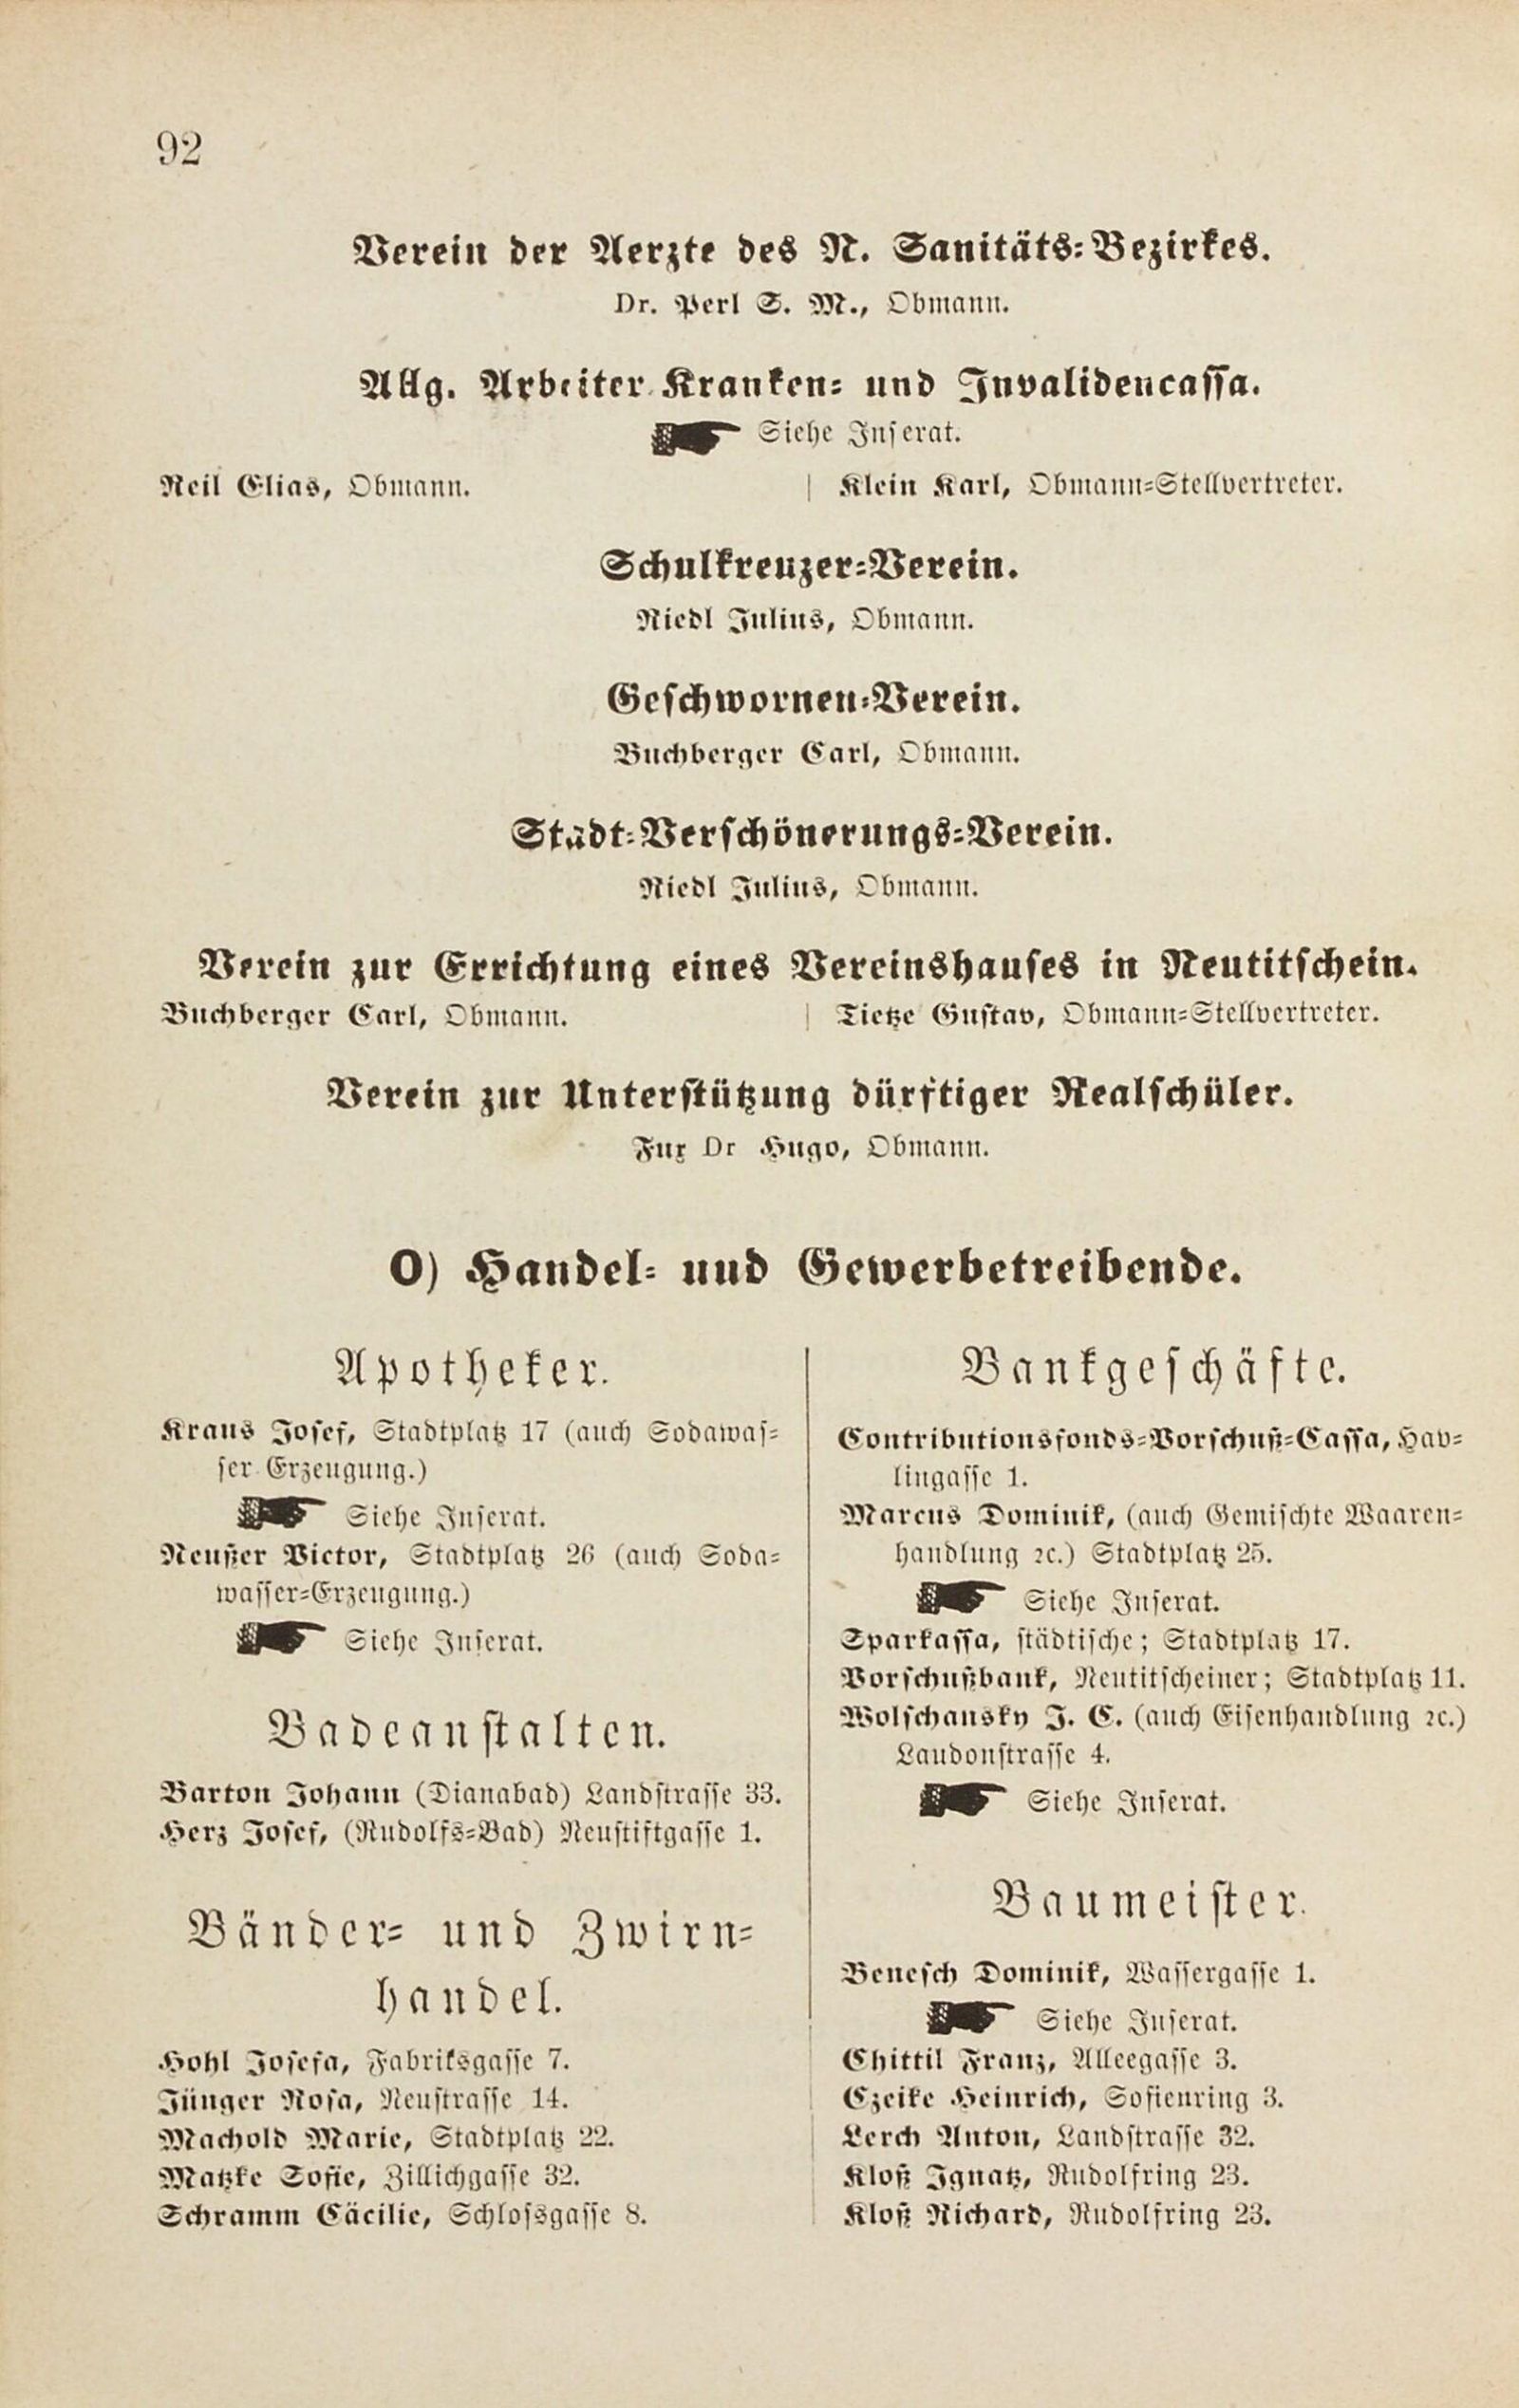 92
Verein der Aerzte des N. Sanitäts-Bezirkes.
Dr. Perl S. M., Obmann.
Allg. Arbeiter Kranken- und Invalidencassa.
Siehe Inserat.
Neil Elias, Obmann.
Klein Karl, Obmann-Stellvertreter.
Schulkreuzer-Verein.
Riedl Julius, Obmann.
Geschwornen-Verein.
Buchberger Carl, Obmann.
Stadt-Verschönerungs-Verein.
Riedl Julius, Obmann.
Verein zur Errichtung eines Vereinshauses in Neutitschein.
Buchberger Carl, Obmann.
Tietze Gustav, Obmann-Stellvertreter.
Verein zur Unterstützung dürftiger Realschüler.
Fux Dr Hugo, Obmann.
O) Handel- und Gewerbetreibende.
Apotheker.
Kraus Josef, Stadtplatz 17 (auch Sodawas-
ser Erzeugung.)
Siehe Inserat.
Neußer Victor, Stadtplatz 26 (auch Soda-
wasser-Erzeugung.)
Siehe Inserat.
Badeanstalten.
Barton Johann (Dianabad) Landstrasse 33.
Herz Josef, (Rudolfs-Bad) Neustiftgasse 1.
Bänder- und Zwirn-
handel.
Hohl Josefa, Fabriksgasse 7.
Jünger Rosa, Neustrasse 14.
Machold Marie, Stadtplatz 22.
Matzke Sofie, Zillichgasse 32.
Schramm Cäcilie, Schlossgasse 8.
Bankgeschäfte.
Contributionsfonds-Vorschuß-Cassa, Hav-
lingasse 1.
Marcus Dominik, (auch Gemischte Waaren-
handlung ꝛc.) Stadtplatz 25.
Siehe Inserat.
Sparkassa, städtische; Stadtplatz 17.
Vorschußbank, Neutitscheiner; Stadtplatz 11.
Wolschansky J. C. (auch Eisenhandlung ꝛc.)
Laudonstrasse 4.
Siehe Inserat.
Baumeister.
Benesch Dominik, Wassergasse 1.
Siehe Inserat.
Chittil Franz, Alleegasse 3.
Czeike Heinrich, Sofienring 3.
Lerch Anton, Landstrasse 32.
Kloß Ignatz, Rudolfring 23.
Kloß Richard, Rudolfring 23.